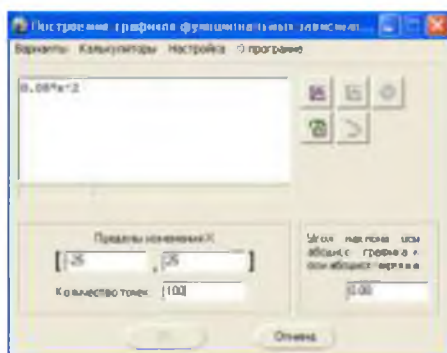 Построение графиков функциональных зависим...
Варианты Калькуляторы Настройка О программе
0.08*x^2
Пределы изменения X
[ -25 , 25 ]
Количество точек 100
Угол наклона оси
абсцисс графика к
оси абсцисс экрана
0.00
Отмена